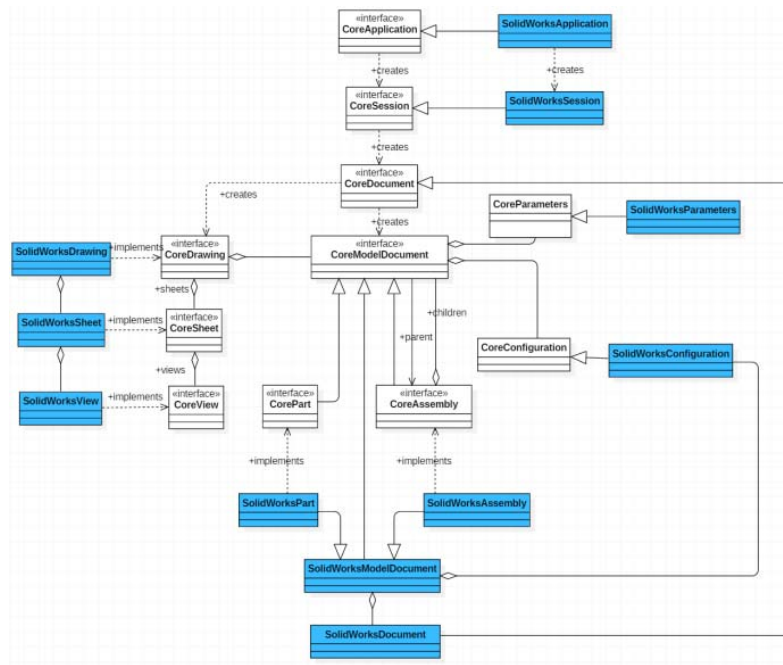 «interface»
CoreApplication
SolidWorksApplication
+creates
+creates
«interface»
CoreSession
SolidWorksSession
+creates
«interface»
CoreDocument
+creates
+creates
CoreParameters
SolidWorksParameters
«interface»
CoreDrawing
«interface»
CoreModelDocument
SolidWorksDrawing
+implements
+sheets
+children
SolidWorksSheet
+implements
«interface»
CoreSheet
+parent
CoreConfiguration
SolidWorksConfiguration
+views
SolidWorksView
+implements
«interface»
CoreView
«interface»
CorePart
«interface»
CoreAssembly
+implements
+implements
SolidWorksPart
SolidWorksAssembly
SolidWorksModelDocument
SolidWorksDocument